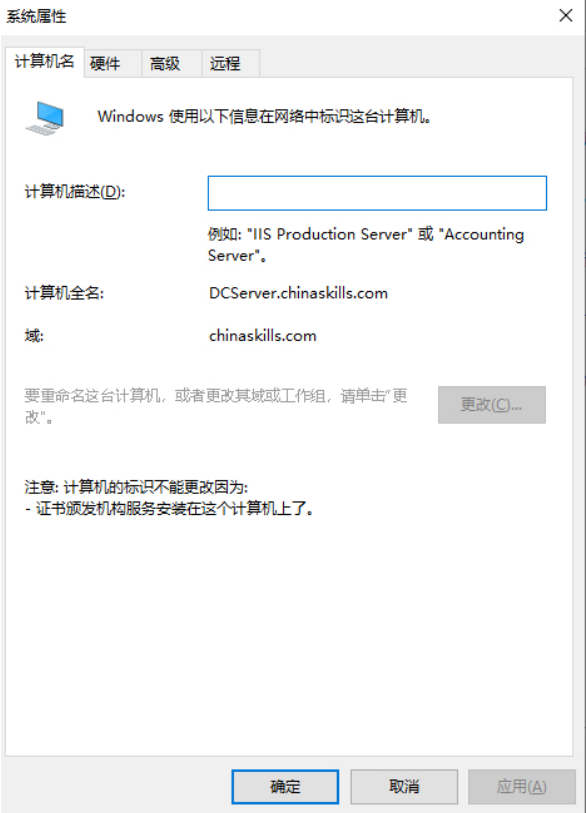 系统属性
计算机名 硬件 高级 远程
Windows 使用以下信息在网络中标识这台计算机。
计算机描述(D):
例如: "IIS Production Server" 或 "Accounting
Server"。
计算机全名: DCServer.chinaskills.com
域: chinaskills.com
要重命名这台计算机，或者更改其域或工作组，请单击"更
改"。
更改(C)...
注意: 计算机的标识不能更改因为:
- 证书颁发机构服务安装在这个计算机上了。
确定 取消 应用(A)